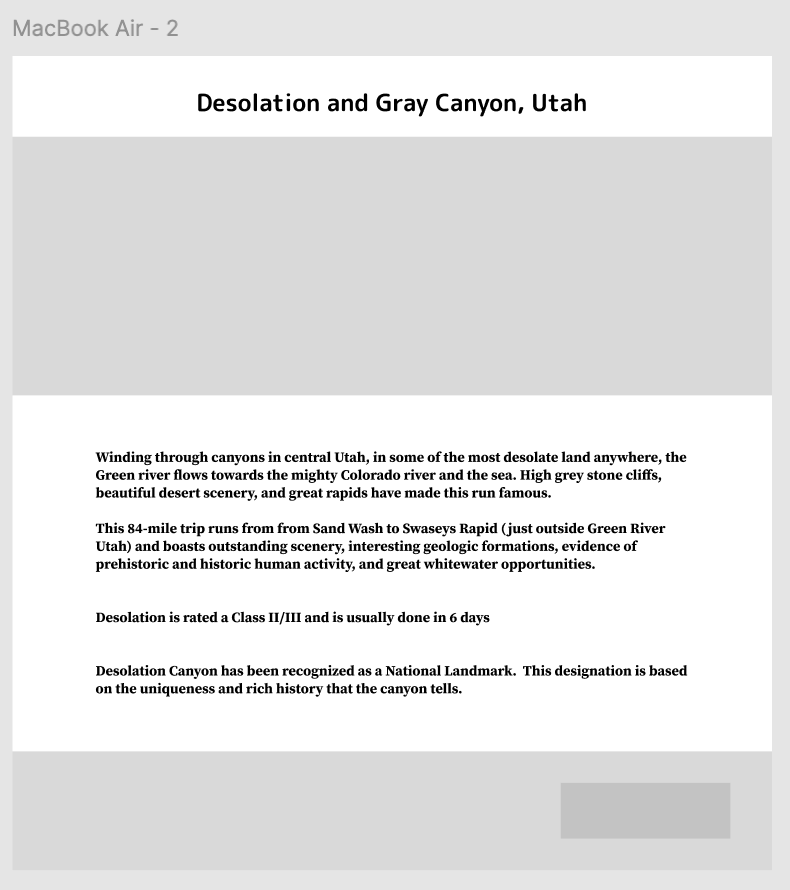 MacBook Air - 2
Desolation and Gray Canyon, Utah
Winding through canyons in central Utah, in some of the most desolate land anywhere, the
Green river flows towards the mighty Colorado river and the sea. High grey stone cliffs,
beautiful desert scenery, and great rapids have made this run famous.
This 84-mile trip runs from from Sand Wash to Swaseys Rapid (just outside Green River
Utah) and boasts outstanding scenery, interesting geologic formations, evidence of
prehistoric and historic human activity, and great whitewater opportunities.
Desolation is rated a Class II/III and is usually done in 6 days
Desolation Canyon has been recognized as a National Landmark.  This designation is based
on the uniqueness and rich history that the canyon tells.